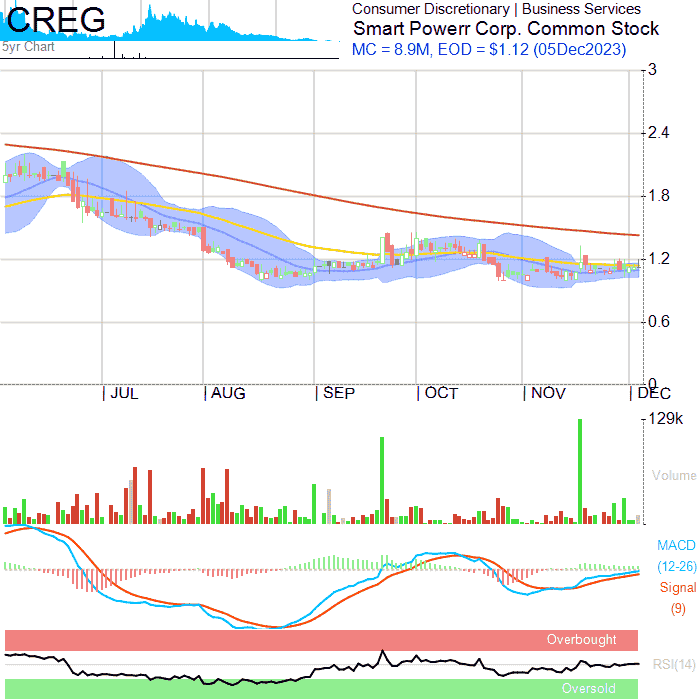 CREG
5yr Chart
Consumer Discretionary | Business Services
Smart Powerr Corp. Common Stock
MC = 8.9M, EOD = $1.12 (05Dec2023)
3
2.4
1.8
1.2
0.6
0
JUL AUG SEP OCT NOV DEC
129k
Volume
MACD
(12-26)
Signal
(9)
Overbought
RSI(14)
Oversold